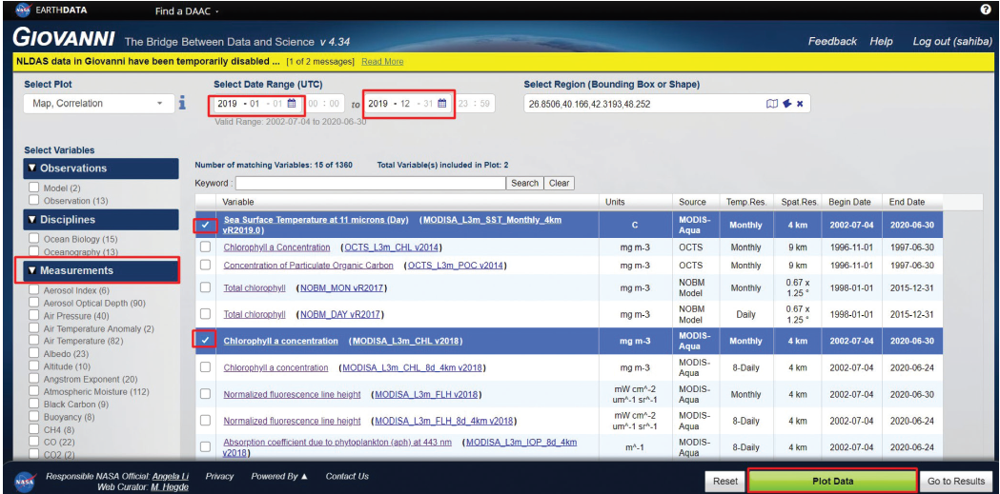 EARTHDATA Find a DAAC
GIOVANNI The Bridge Between Data and Science v 4.34 Feedback Help Log out (sahiba)
NLDAS data in Giovanni have been temporarily disabled ... [1 of 2 messages] Read More
Select Plot Select Date Range (UTC) Select Region (Bounding Box or Shape)
Map, Correlation 2019 - 01 - 01 00 : 00 to 2019 - 12 - 31 23 : 59 26.8506,40.166,42.3193,48.252
Valid Range: 2002-07-04 to 2020-06-30
Select Variables
Observations
Model (2)
Observation (13)
Disciplines
Ocean Biology (15)
Oceanography (13)
Measurements
Aerosol Index (6)
Aerosol Optical Depth (90)
Air Pressure (40)
Air Temperature Anomaly (2)
Air Temperature (82)
Albedo (23)
Altitude (10)
Angstrom Exponent (20)
Atmospheric Moisture (112)
Black Carbon (9)
Buoyancy (8)
CH4 (8)
CO (22)
CO2 (2)
Number of matching Variables: 15 of 1360 Total Variable(s) included in Plot: 2
Keyword : Search Clear
Variable Units Source Temp.Res. Spat.Res. Begin Date End Date
Sea Surface Temperature at 11 microns (Day) (MODISA_L3m_SST_Monthly_4km vR2019.0) C MODIS-Aqua Monthly 4 km 2002-07-04 2020-06-30
Chlorophyll a Concentration (OCTS_L3m_CHL v2014) mg m-3 OCTS Monthly 9 km 1996-11-01 1997-06-30
Concentration of Particulate Organic Carbon (OCTS_L3m_POC v2014) mg m-3 OCTS Monthly 9 km 1996-11-01 1997-06-30
Total chlorophyll (NOBM_MON vR2017) mg m-3 NOBM Model Monthly 0.67 x 1.25 ° 1998-01-01 2015-12-31
Total chlorophyll (NOBM_DAY vR2017) mg m-3 NOBM Model Daily 0.67 x 1.25 ° 1998-01-01 2015-12-31
Chlorophyll a concentration (MODISA_L3m_CHL v2018) mg m-3 MODIS-Aqua Monthly 4 km 2002-07-04 2020-06-30
Chlorophyll a concentration (MODISA_L3m_CHL_8d_4km v2018) mg m-3 MODIS-Aqua 8-Daily 4 km 2002-07-04 2020-06-24
Normalized fluorescence line height (MODISA_L3m_FLH v2018) mW cm^-2 um^-1 sr^-1 MODIS-Aqua Monthly 4 km 2002-07-04 2020-06-30
Normalized fluorescence line height (MODISA_L3m_FLH_8d_4km v2018) mW cm^-2 um^-1 sr^-1 MODIS-Aqua 8-Daily 4 km 2002-07-04 2020-06-24
Absorption coefficient due to phytoplankton (aph) at 443 nm (MODISA_L3m_IOP_8d_4km v2018) m^-1 MODIS-Aqua 8-Daily 4 km 2002-07-04 2020-06-24
NASA Responsible NASA Official: Angela Li Privacy Powered By ▲ Contact Us
Web Curator: M. Hegde
Reset Plot Data Go to Results